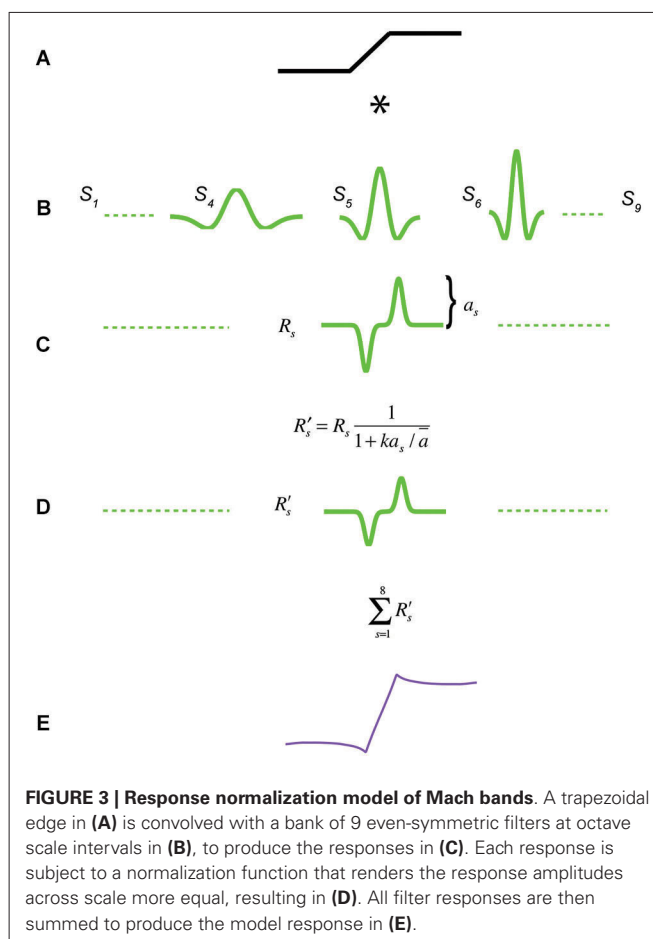 A
*
B
S₁ S₄ S₅ S₆ S₉
C
Rₛ } aₛ
R′ₛ = Rₛ 1 / (1 + kaₛ / a̅)
D
R′ₛ
8
∑ R′ₛ
s=1
E
FIGURE 3 | Response normalization model of Mach bands. A trapezoidal
edge in (A) is convolved with a bank of 9 even-symmetric filters at octave
scale intervals in (B), to produce the responses in (C). Each response is
subject to a normalization function that renders the response amplitudes
across scale more equal, resulting in (D). All filter responses are then
summed to produce the model response in (E).